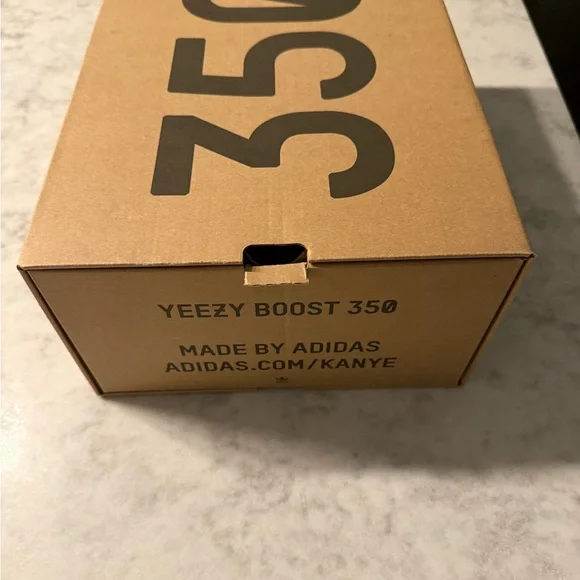 350
YEEZY BOOST 350
MADE BY ADIDAS
ADIDAS.COM/KANYE